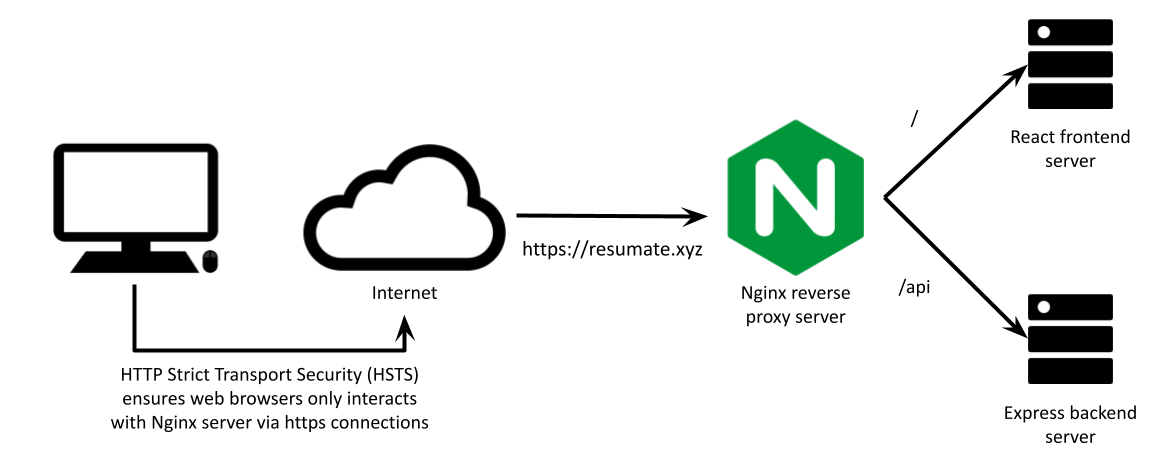 HTTP Strict Transport Security (HSTS)
ensures web browsers only interacts
with Nginx server via https connections
Internet
https://resumate.xyz
N
Nginx reverse
proxy server
/
/api
React frontend
server
Express backend
server